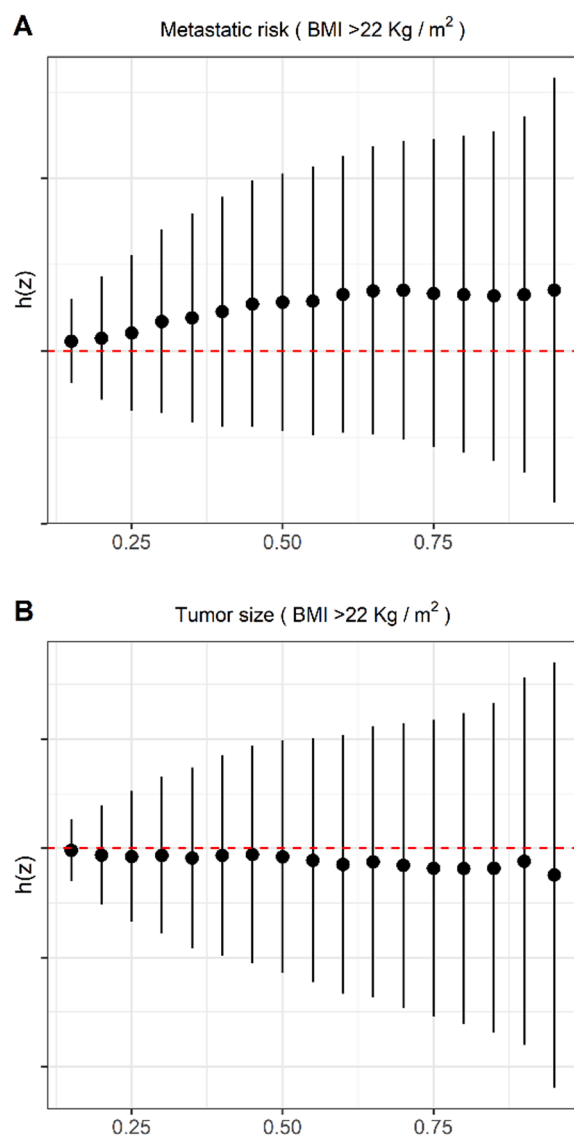 A
Metastatic risk ( BMI >22 Kg / m²)
h(z)
0.25 0.50 0.75
B
Tumor size ( BMI >22 Kg / m²)
h(z)
0.25 0.50 0.75